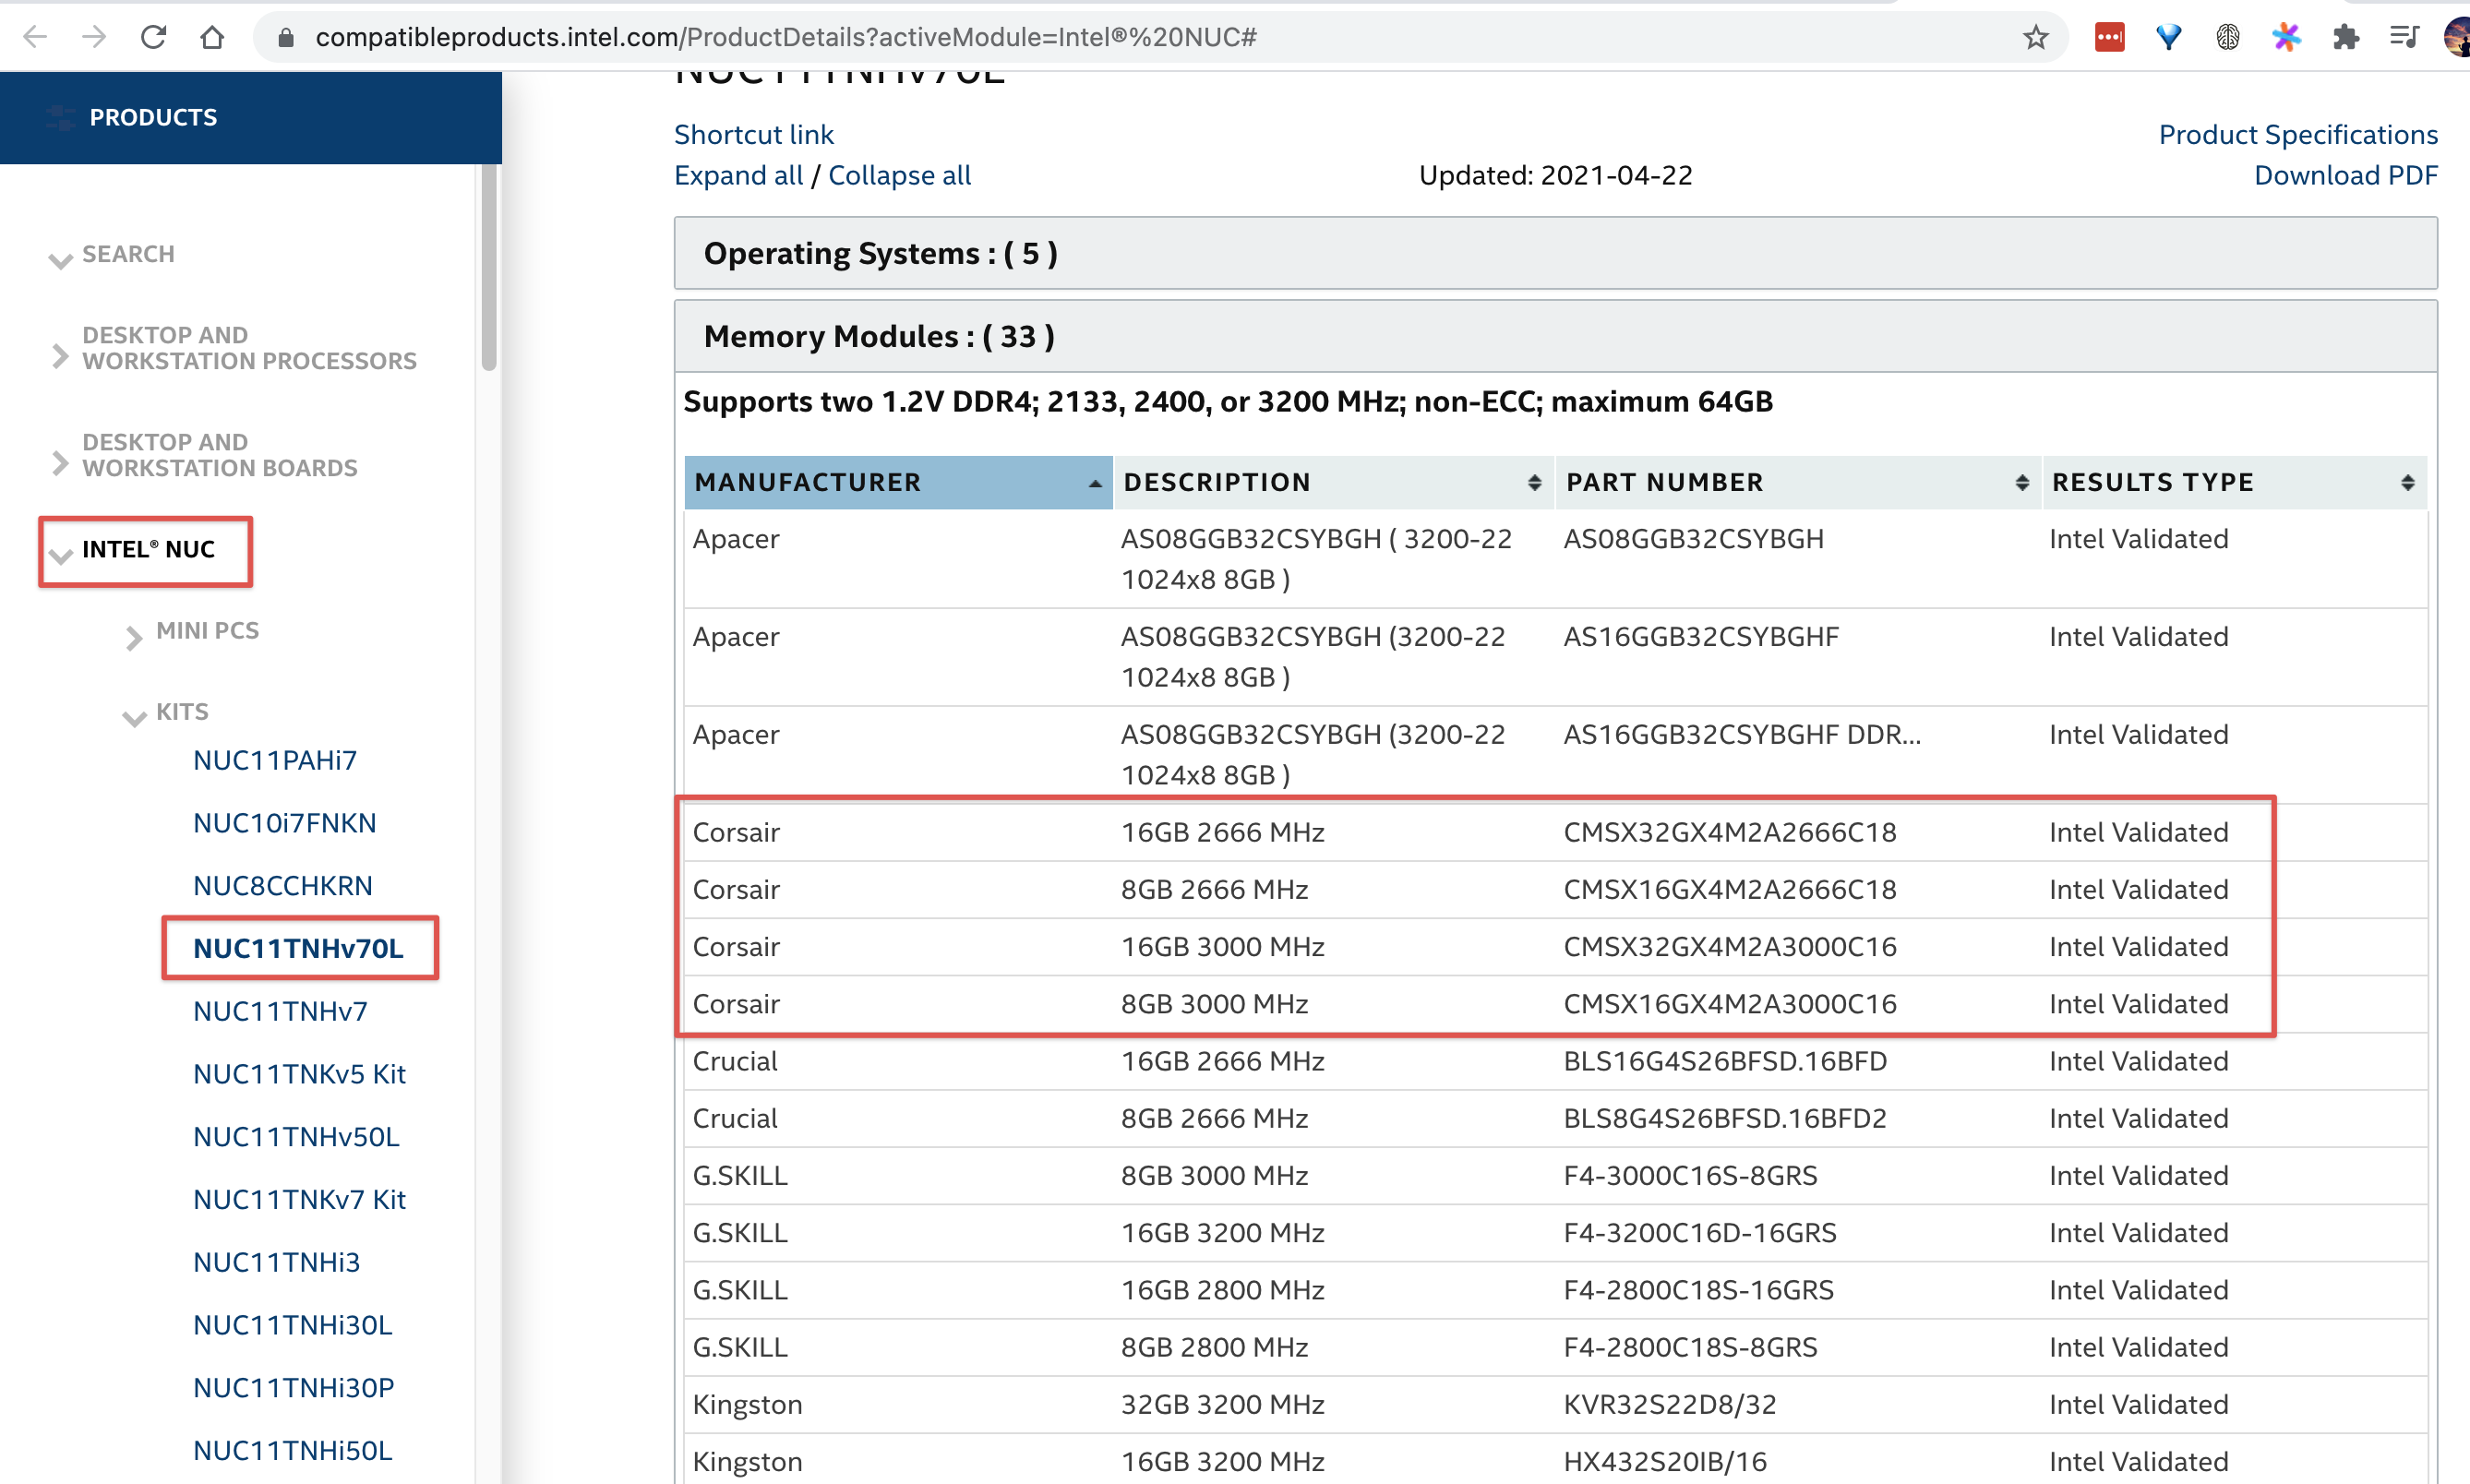 compatibleproducts.intel.com/ProductDetails?activeModule=Intel®%20NUC#
PRODUCTS
SEARCH
DESKTOP AND
WORKSTATION PROCESSORS
DESKTOP AND
WORKSTATION BOARDS
INTEL® NUC
MINI PCS
KITS
NUC11PAHi7
NUC10i7FNKN
NUC8CCHKRN
NUC11TNHv70L
NUC11TNHv7
NUC11TNKv5 Kit
NUC11TNHv50L
NUC11TNKv7 Kit
NUC11TNHi3
NUC11TNHi30L
NUC11TNHi30P
NUC11TNHi50L
NUC11TNHv70L
Shortcut link
Product Specifications
Expand all / Collapse all
Updated: 2021-04-22
Download PDF
Operating Systems : ( 5 )
Memory Modules : ( 33 )
Supports two 1.2V DDR4; 2133, 2400, or 3200 MHz; non-ECC; maximum 64GB
MANUFACTURER DESCRIPTION PART NUMBER RESULTS TYPE
Apacer AS08GGB32CSYBGH ( 3200-22 AS08GGB32CSYBGH Intel Validated
1024x8 8GB )
Apacer AS08GGB32CSYBGH (3200-22 AS16GGB32CSYBGHF Intel Validated
1024x8 8GB )
Apacer AS08GGB32CSYBGH (3200-22 AS16GGB32CSYBGHF DDR... Intel Validated
1024x8 8GB )
Corsair 16GB 2666 MHz CMSX32GX4M2A2666C18 Intel Validated
Corsair 8GB 2666 MHz CMSX16GX4M2A2666C18 Intel Validated
Corsair 16GB 3000 MHz CMSX32GX4M2A3000C16 Intel Validated
Corsair 8GB 3000 MHz CMSX16GX4M2A3000C16 Intel Validated
Crucial 16GB 2666 MHz BLS16G4S26BFSD.16BFD Intel Validated
Crucial 8GB 2666 MHz BLS8G4S26BFSD.16BFD2 Intel Validated
G.SKILL 8GB 3000 MHz F4-3000C16S-8GRS Intel Validated
G.SKILL 16GB 3200 MHz F4-3200C16D-16GRS Intel Validated
G.SKILL 16GB 2800 MHz F4-2800C18S-16GRS Intel Validated
G.SKILL 8GB 2800 MHz F4-2800C18S-8GRS Intel Validated
Kingston 32GB 3200 MHz KVR32S22D8/32 Intel Validated
Kingston 16GB 3200 MHz HX432S20IB/16 Intel Validated